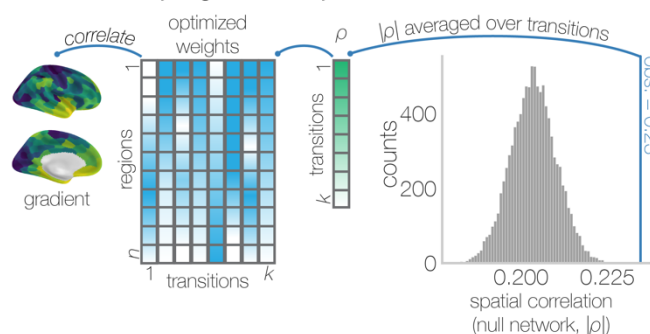 correlate
optimized
weights
ρ
|ρ| averaged over transitions
1
regions
n
1
transitions
k
gradient
1
transitions
k
400
200
0
counts
0.200
0.225
spatial correlation
(null network, |ρ|)